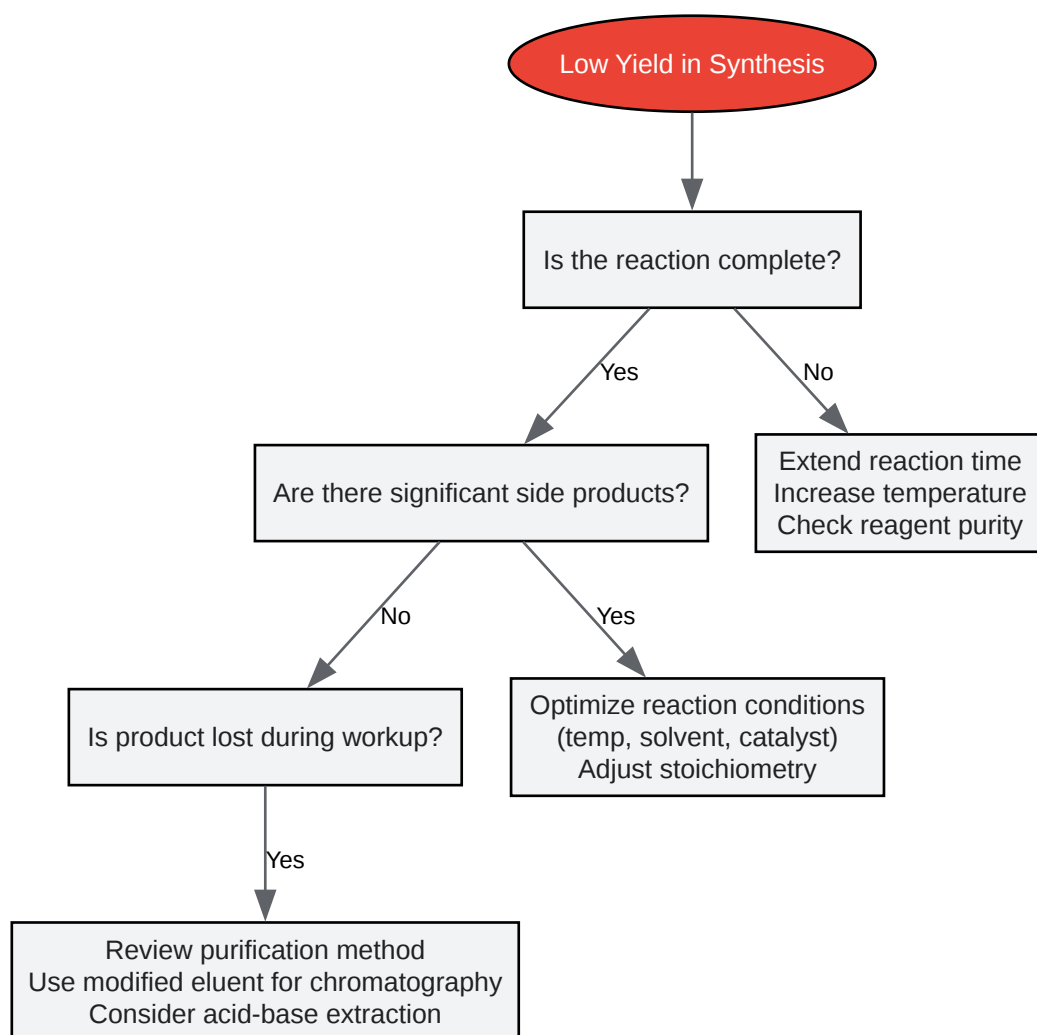 Low Yield in Synthesis
Is the reaction complete?
Yes
No
Are there significant side products?
Extend reaction time
Increase temperature
Check reagent purity
No
Yes
Is product lost during workup?
Optimize reaction conditions
(temp, solvent, catalyst)
Adjust stoichiometry
Yes
Review purification method
Use modified eluent for chromatography
Consider acid-base extraction